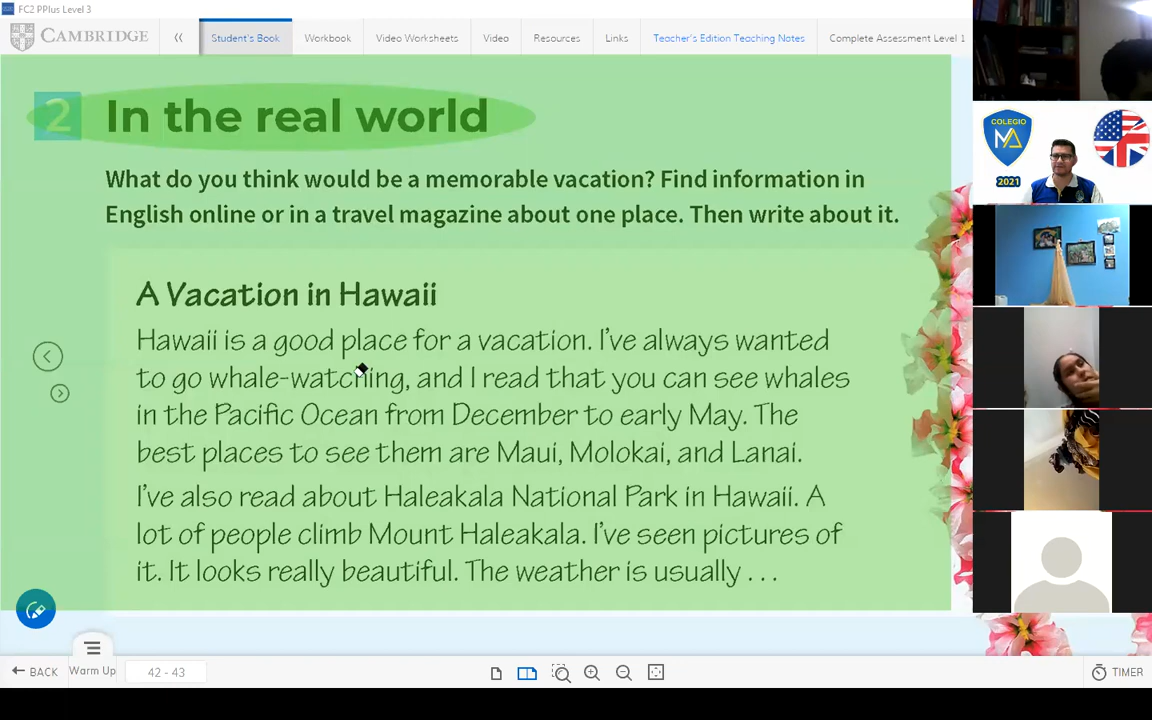 FC2 PPlus Level 3
CAMBRIDGE
Student's Book
Workbook
Video Worksheets
Video
Resources
Links
Teacher's Edition Teaching Notes
Complete Assessment Level 1
2 In the real world
What do you think would be a memorable vacation? Find information in
English online or in a travel magazine about one place. Then write about it.
A Vacation in Hawaii
Hawaii is a good place for a vacation. I've always wanted
to go whale-watching, and I read that you can see whales
in the Pacific Ocean from December to early May. The
best places to see them are Maui, Molokai, and Lanai.
I've also read about Haleakala National Park in Hawaii. A
lot of people climb Mount Haleakala. I've seen pictures of
it. It looks really beautiful. The weather is usually . . .
COLEGIO
MA
2021
BACK
Warm Up
42 - 43
TIMER